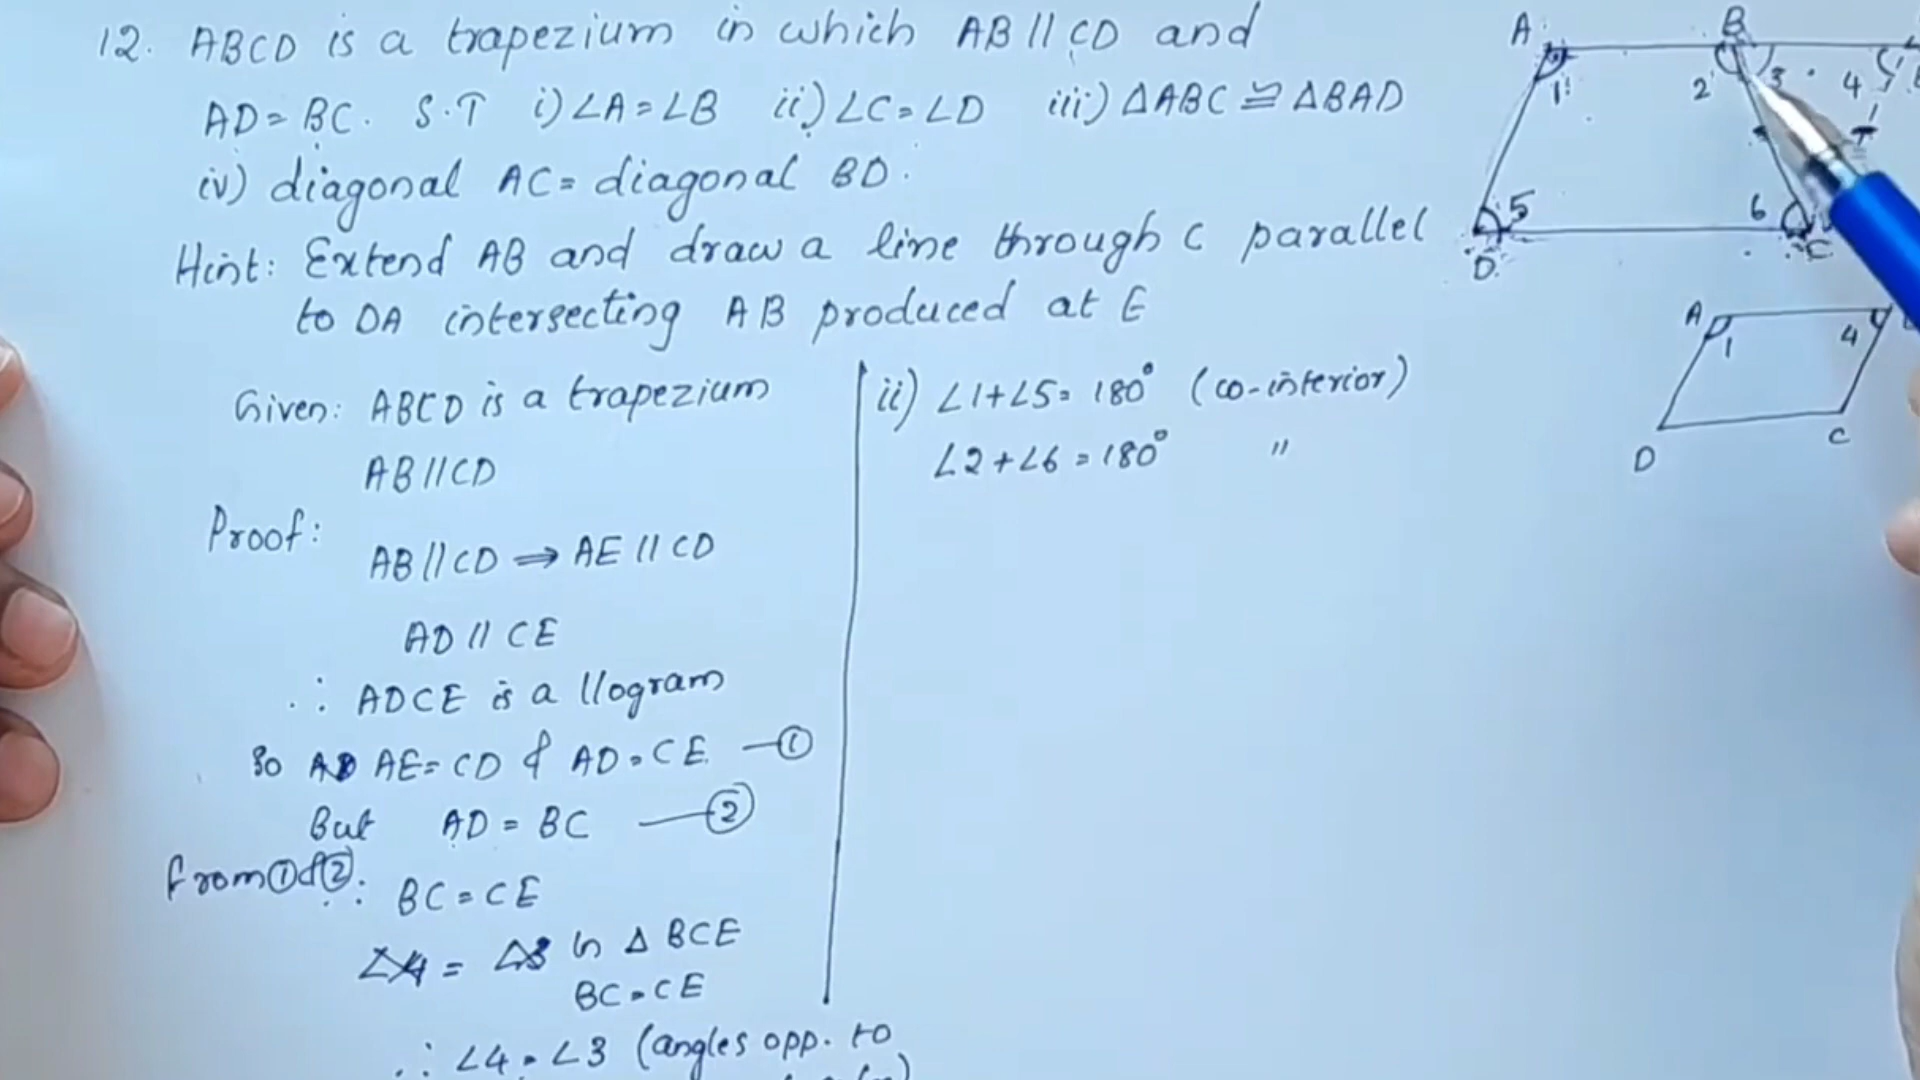 12. ABCD is a trapezium in which AB // CD and
AD = BC. S.T i) ∠A = ∠B ii) ∠C = ∠D iii) △ABC ≅ △BAD
iv) diagonal AC = diagonal BD.
Hint: Extend AB and draw a line through C parallel
to DA intersecting AB produced at E
Given: ABCD is a trapezium
AB // CD
Proof:
AB // CD ⇒ AE // CD
AD // CE
∴ ADCE is a llogram
So AE = CD & AD = CE. —①
But AD = BC —②
from ① & ② :
BC = CE
In △ BCE
BC = CE
∴ ∠4 = ∠3 (angles opp. to
ii) ∠1 + ∠5 = 180° (co-interior)
∠2 + ∠6 = 180° "
A B
1 2 3 4
5 6
D C
A
1 4
D C